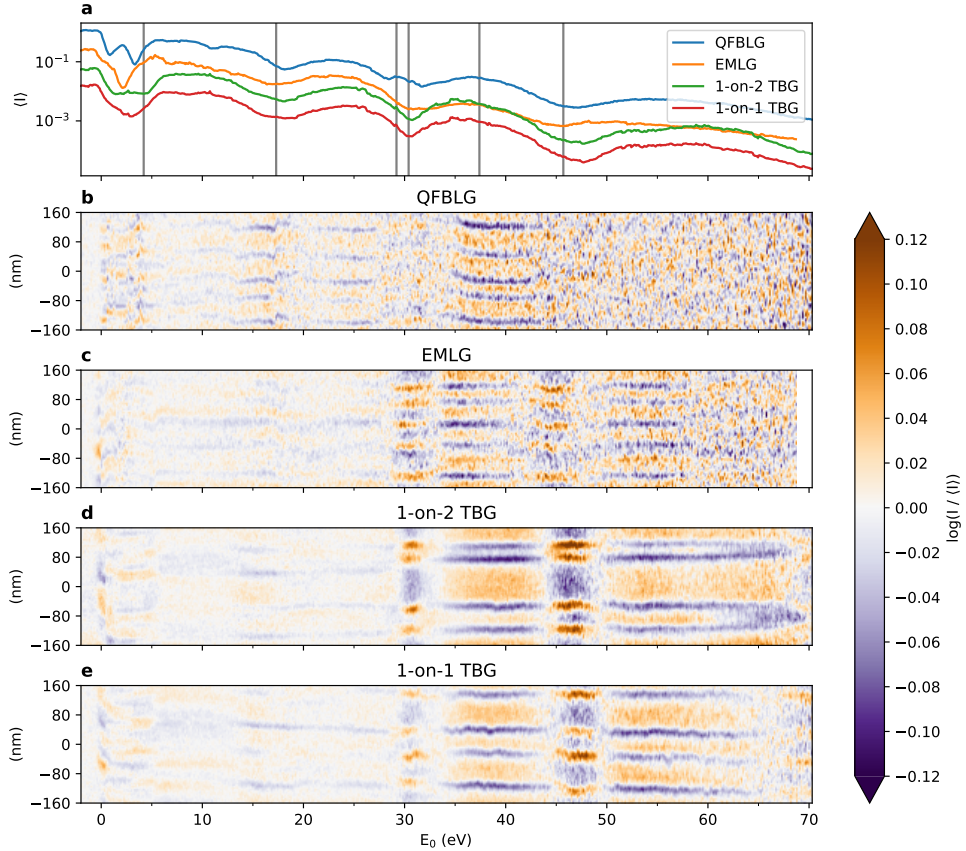 a
⟨I⟩
10⁻¹
10⁻³
QFBLG
EMLG
1-on-2 TBG
1-on-1 TBG
b
QFBLG
(nm)
160
80
0
−80
−160
c
EMLG
(nm)
160
80
0
−80
−160
d
1-on-2 TBG
(nm)
160
80
0
−80
−160
e
1-on-1 TBG
(nm)
160
80
0
−80
−160
0 10 20 30 40 50 60 70
E₀ (eV)
0.12
0.10
0.08
0.06
0.04
0.02
0.00
−0.02
−0.04
−0.06
−0.08
−0.10
−0.12
log(I / ⟨I⟩)